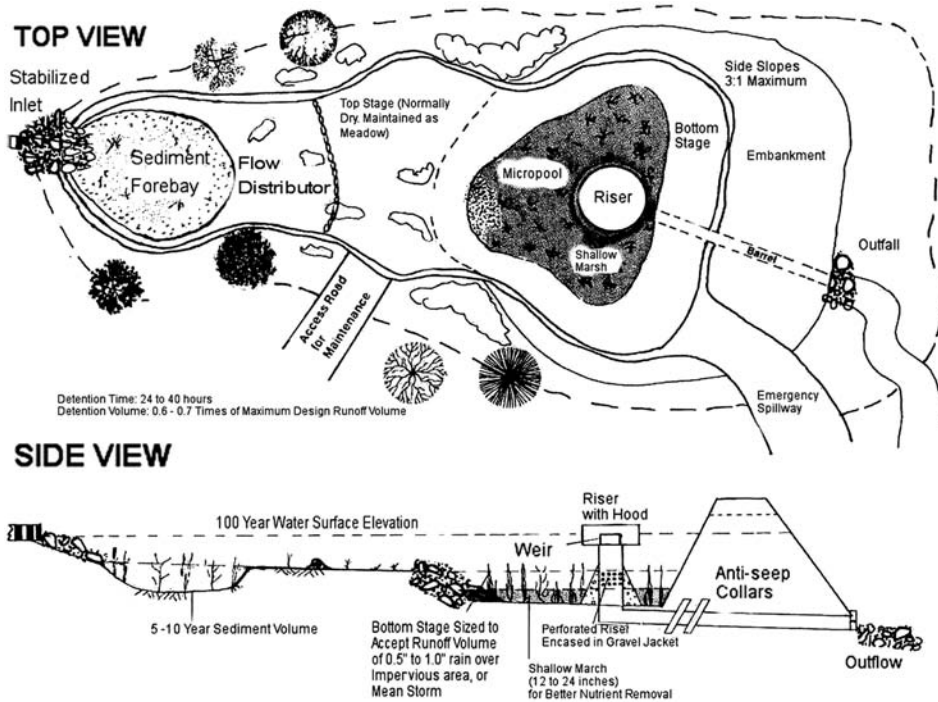 TOP VIEW
Stabilized
Inlet
Sediment
Forebay
Flow
Distributor
Top Stage (Normally
Dry. Maintained as
Meadow)
Micropool
Riser
Shallow
Marsh
Bottom
Stage
Side Slopes
3:1 Maximum
Embankment
Barrel
Outfall
Access Road
for
Maintenance
Emergency
Spillway
Detention Time: 24 to 40 hours
Detention Volume: 0.6 - 0.7 Times of Maximum Design Runoff Volume
SIDE VIEW
100 Year Water Surface Elevation
Riser
with Hood
Weir
Anti-seep
Collars
5 -10 Year Sediment Volume
Bottom Stage Sized to
Accept Runoff Volume
of 0.5" to 1.0" rain over
Impervious area, or
Mean Storm
Perforated Risel
Encased in Gravel Jacket
Shallow March
(12 to 24 inches)
for Better Nutrient Removal
Outflow